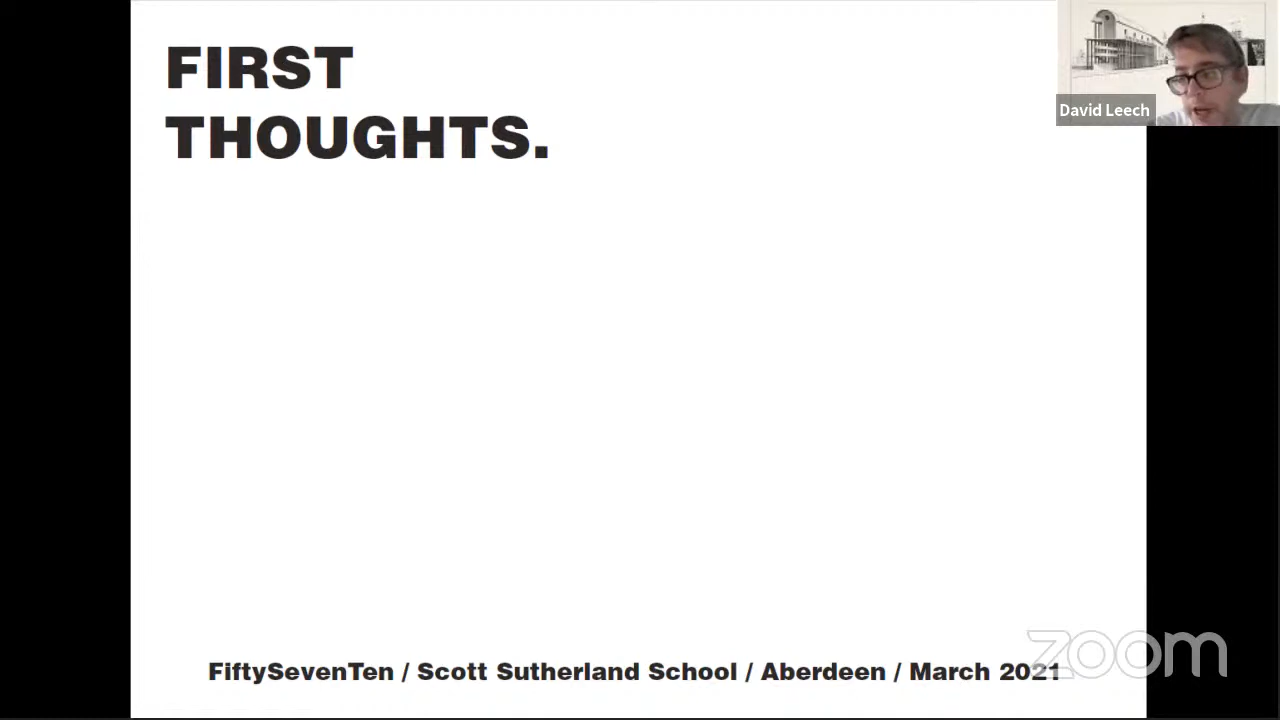 FIRST
THOUGHTS.
David Leech
FiftySevenTen / Scott Sutherland School / Aberdeen / March 2021
zoom